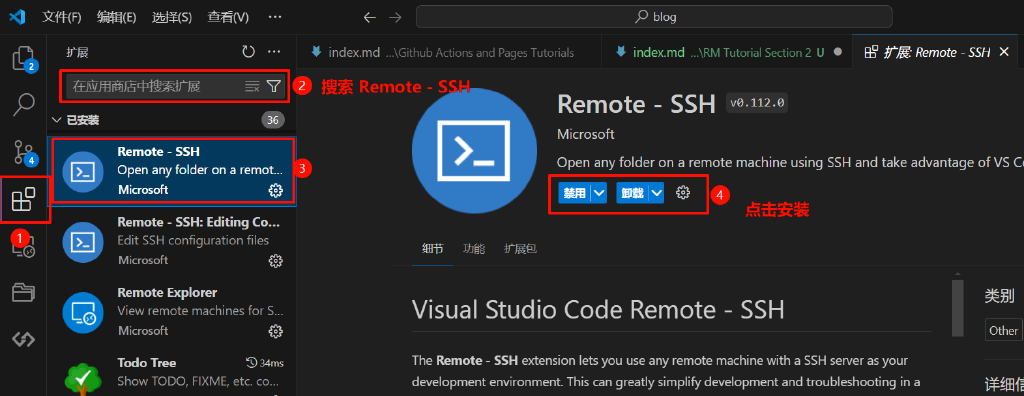 文件(F) 编辑(E) 选择(S) 查看(V) ··· blog
扩展 ···
index.md ...\Github Actions and Pages Tutorials index.md ...\RM Tutorial Section 2 U 扩展: Remote - SSH
2
在应用商店中搜索扩展
2 搜索 Remote - SSH
已安装 36
Remote - SSH
Open any folder on a remot...
Microsoft
3
4
1
Remote - SSH: Editing Co...
Edit SSH configuration files
Microsoft
Remote Explorer
View remote machines for S...
Microsoft
Todo Tree 34ms
Show TODO, FIXME, etc. co...
Remote - SSH v0.112.0
Microsoft
Open any folder on a remote machine using SSH and take advantage of VS Co
禁用 卸载
4 点击安装
细节 功能 扩展包
Visual Studio Code Remote - SSH
The Remote - SSH extension lets you use any remote machine with a SSH server as your
development environment. This can greatly simplify development and troubleshooting in a
类别
Other
详细信